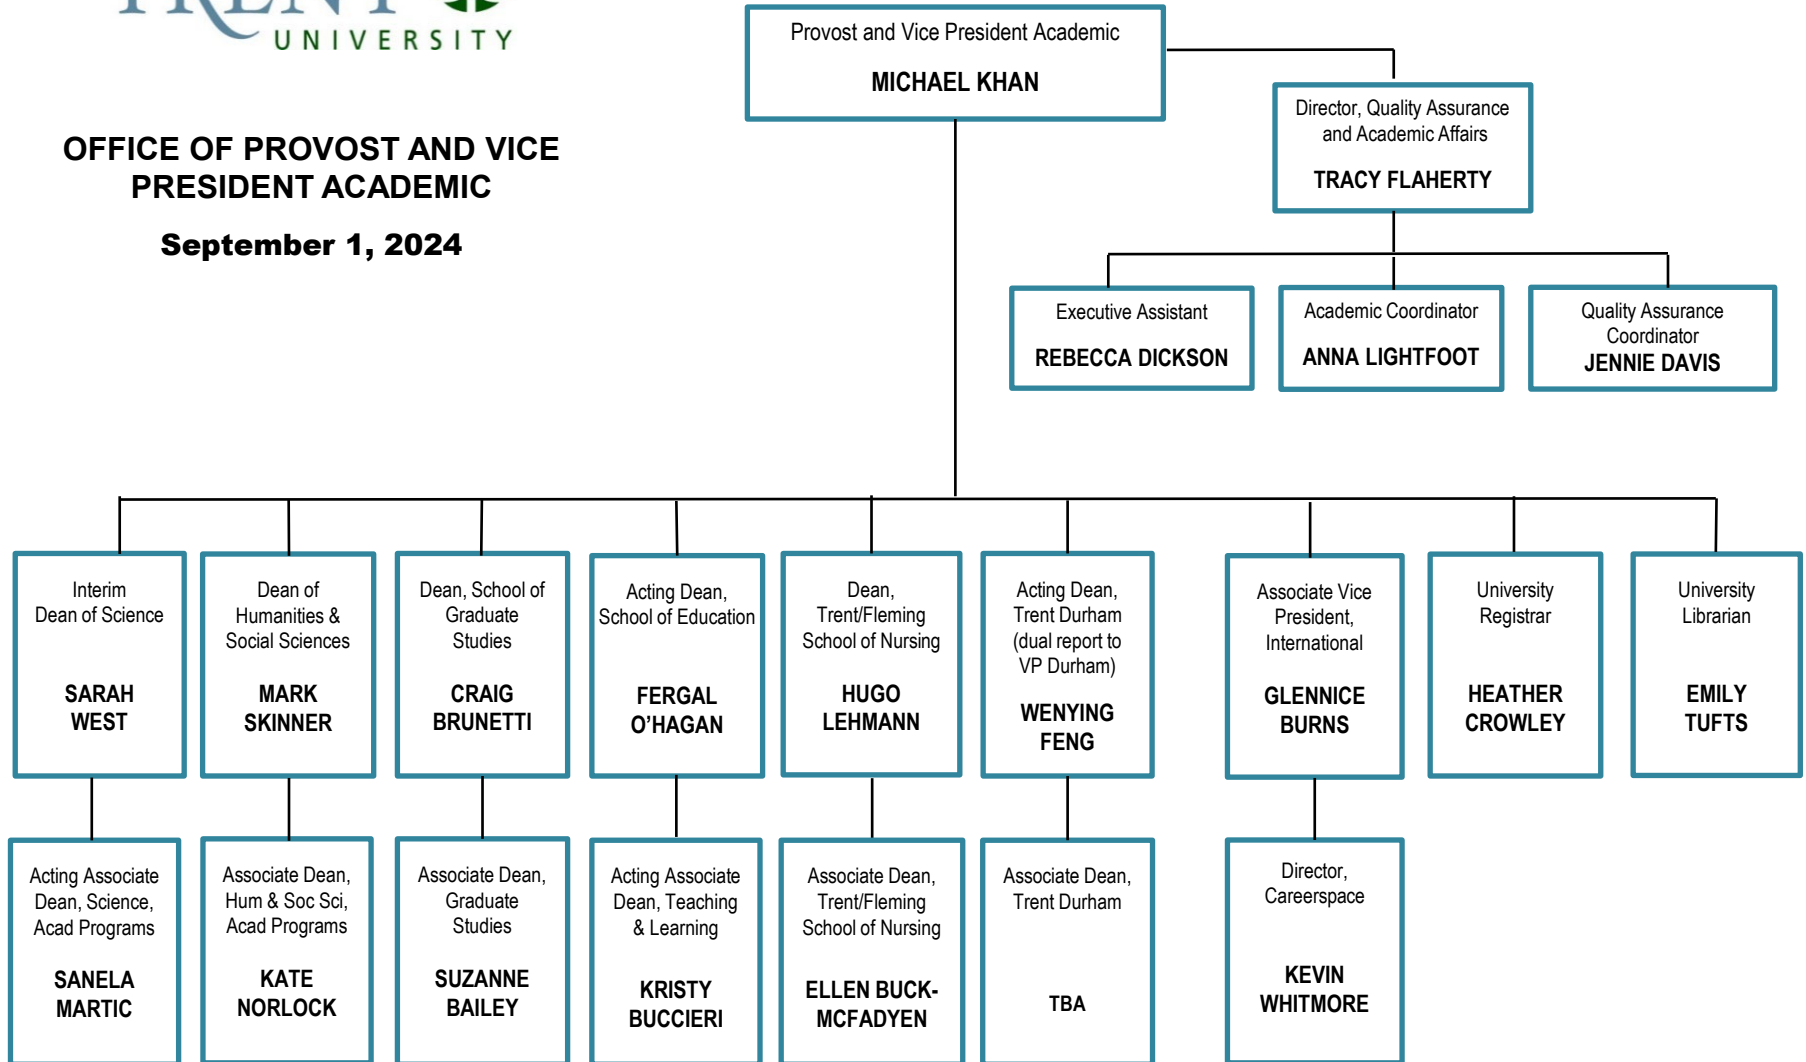 TRENT
UNIVERSITY
OFFICE OF PROVOST AND VICE
PRESIDENT ACADEMIC
September 1, 2024
Provost and Vice President Academic
MICHAEL KHAN
Director, Quality Assurance
and Academic Affairs
TRACY FLAHERTY
Executive Assistant
REBECCA DICKSON
Academic Coordinator
ANNA LIGHTFOOT
Quality Assurance
Coordinator
JENNIE DAVIS
Interim
Dean of Science
SARAH
WEST
Dean of
Humanities &
Social Sciences
MARK
SKINNER
Dean, School of
Graduate
Studies
CRAIG
BRUNETTI
Acting Dean,
School of Education
FERGAL
O’HAGAN
Dean,
Trent/Fleming
School of Nursing
HUGO
LEHMANN
Acting Dean,
Trent Durham
(dual report to
VP Durham)
WENYING
FENG
Associate Vice
President,
International
GLENNICE
BURNS
University
Registrar
HEATHER
CROWLEY
University
Librarian
EMILY
TUFTS
Acting Associate
Dean, Science,
Acad Programs
SANELA
MARTIC
Associate Dean,
Hum & Soc Sci,
Acad Programs
KATE
NORLOCK
Associate Dean,
Graduate
Studies
SUZANNE
BAILEY
Acting Associate
Dean, Teaching
& Learning
KRISTY
BUCCIERI
Associate Dean,
Trent/Fleming
School of Nursing
ELLEN BUCK-
MCFADYEN
Associate Dean,
Trent Durham
TBA
Director,
Careerspace
KEVIN
WHITMORE